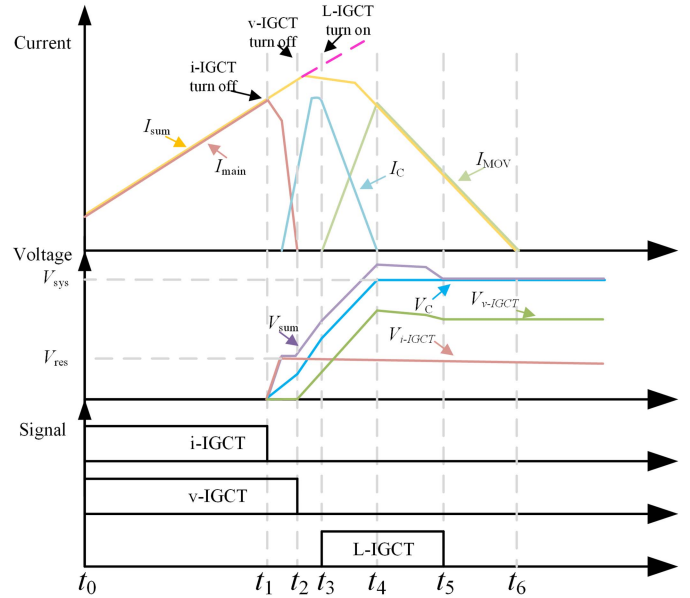 Current
v-IGCT
turn off
L-IGCT
turn on
i-IGCT
turn off
Isum
Imain
IC
IMOV
Voltage
Vsys
Vres
Vsum
VC
Vv-IGCT
Vi-IGCT
Signal
i-IGCT
v-IGCT
L-IGCT
t0 t1 t2 t3 t4 t5 t6